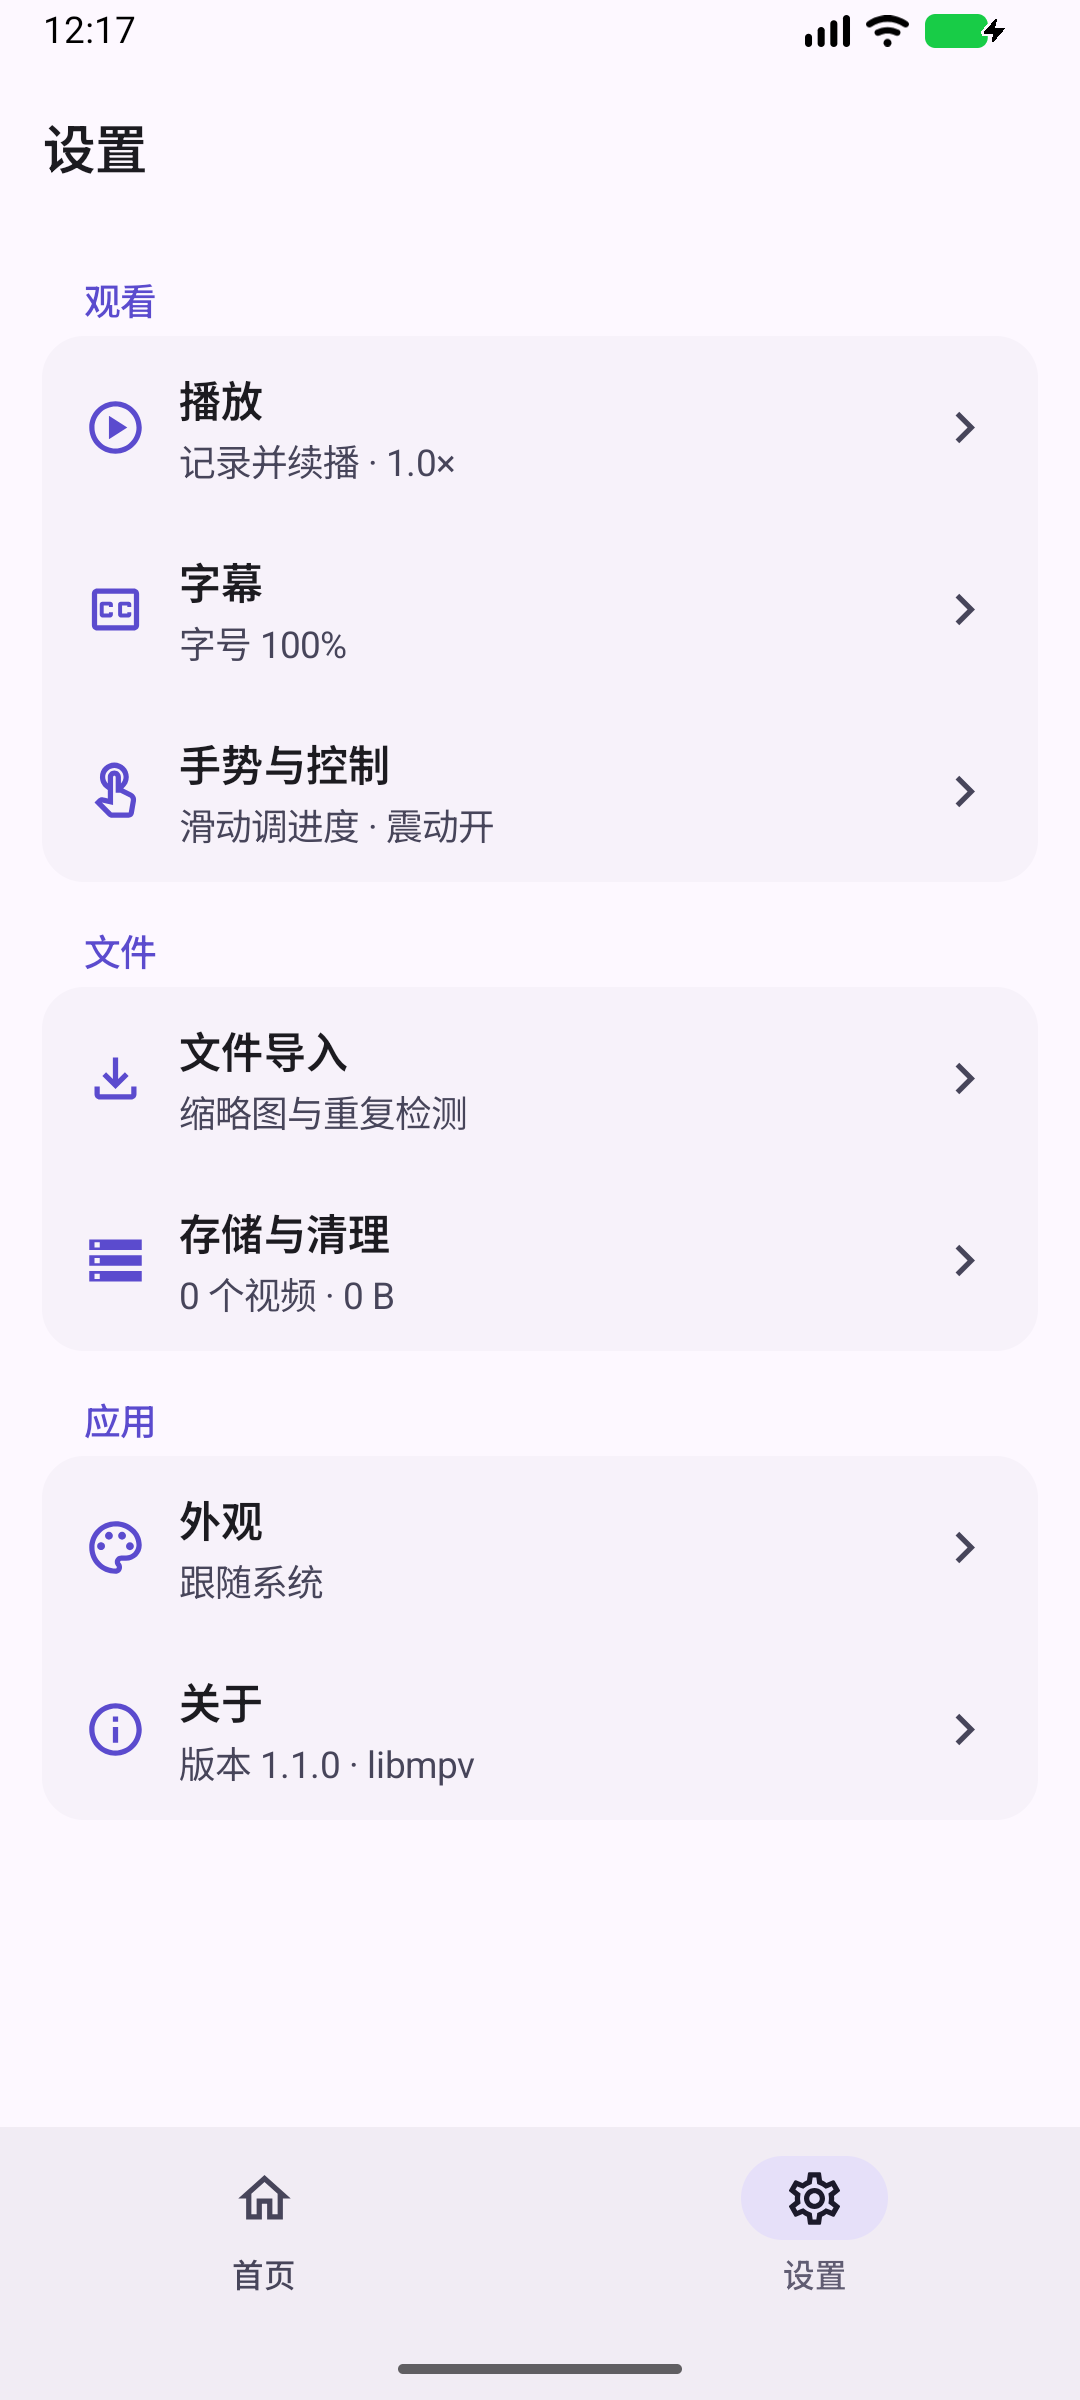 12:17
设置
观看
播放
记录并续播 · 1.0×
CC
字幕
字号 100%
手势与控制
滑动调进度 · 震动开
文件
文件导入
缩略图与重复检测
存储与清理
0 个视频 · 0 B
应用
外观
跟随系统
关于
版本 1.1.0 · libmpv
首页
设置